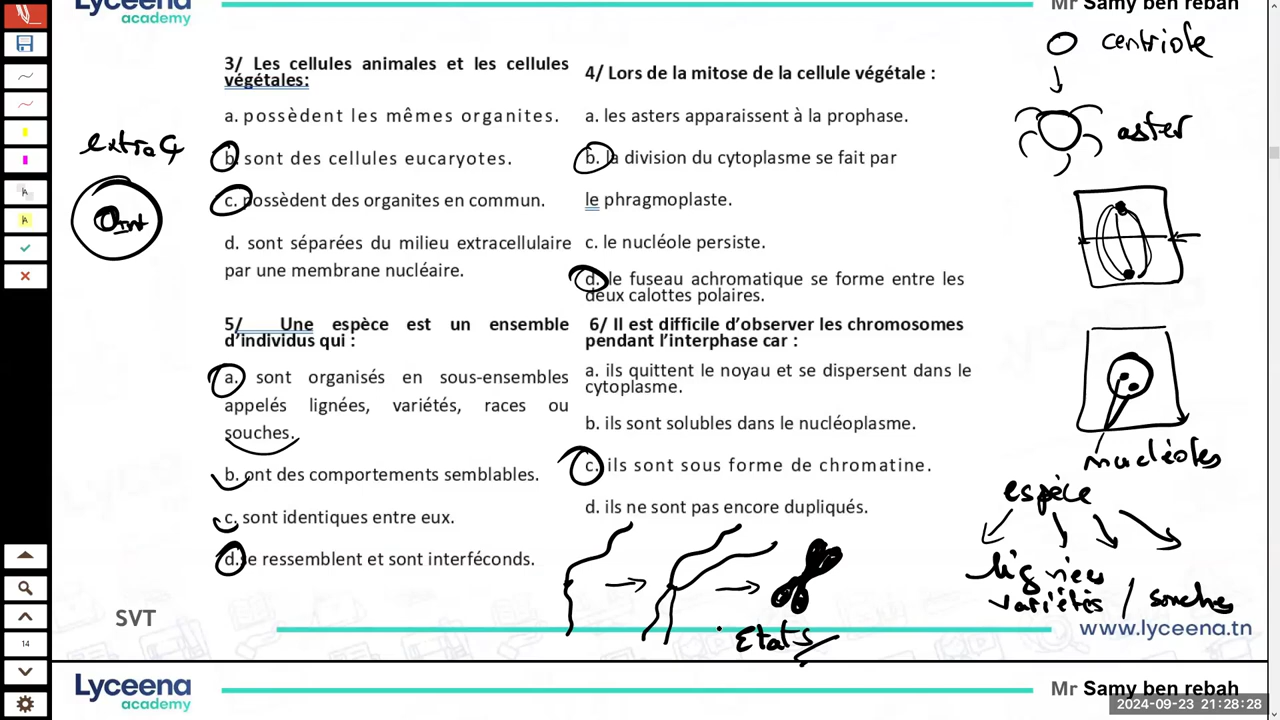 Lyceena
academy
Mr Samy ben rebah
3/ Les cellules animales et les cellules
végétales:
a. possèdent les mêmes organites.
b. sont des cellules eucaryotes.
c. possèdent des organites en commun.
d. sont séparées du milieu extracellulaire
par une membrane nucléaire.
4/ Lors de la mitose de la cellule végétale :
a. les asters apparaissent à la prophase.
b. la division du cytoplasme se fait par
le phragmoplaste.
c. le nucléole persiste.
d. le fuseau achromatique se forme entre les
deux calottes polaires.
5/ Une espèce est un ensemble
d'individus qui :
a. sont organisés en sous-ensembles
appelés lignées, variétés, races ou
souches.
b. ont des comportements semblables.
c. sont identiques entre eux.
d. se ressemblent et sont interféconds.
6/ Il est difficile d'observer les chromosomes
pendant l'interphase car :
a. ils quittent le noyau et se dispersent dans le
cytoplasme.
b. ils sont solubles dans le nucléoplasme.
c. ils sont sous forme de chromatine.
d. ils ne sont pas encore dupliqués.
extra
int
centriole
aster
nucléoles
espèce
lignées
variétés / souches
Etats
SVT
www.lyceena.tn
14
Lyceena
academy
Mr Samy ben rebah
2024-09-23 21:28:28